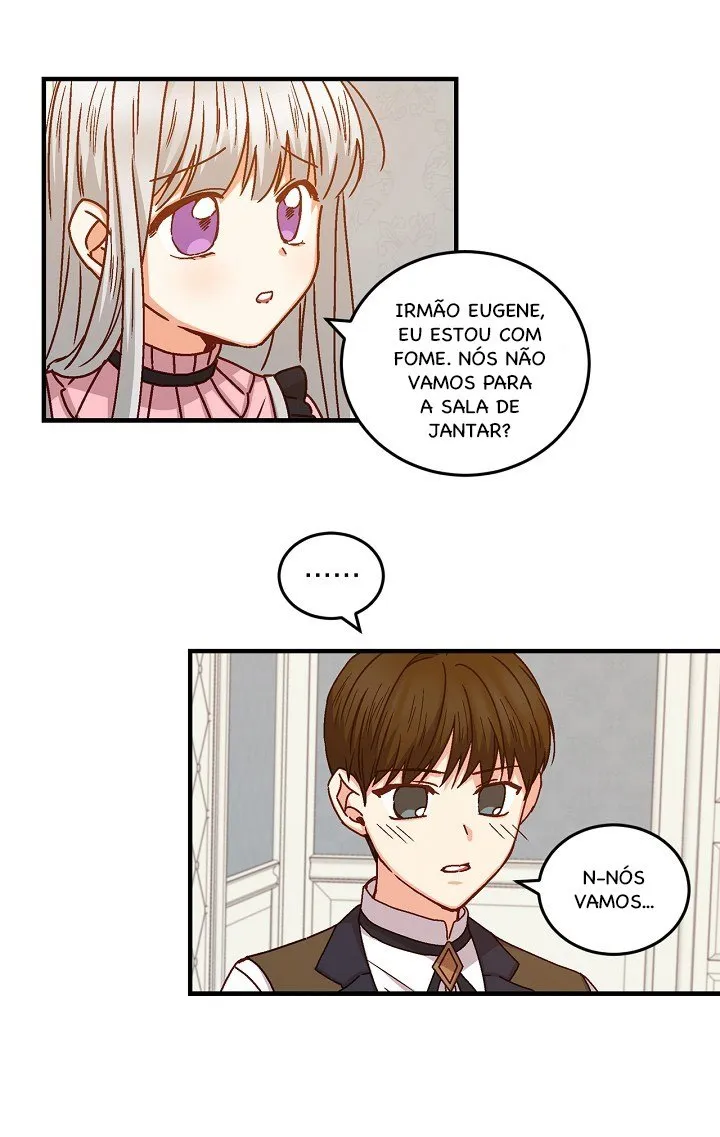 IRMÃO EUGENE,
EU ESTOU COM
FOME. NÓS NÃO
VAMOS PARA
A SALA DE
JANTAR?
......
N-NÓS
VAMOS...